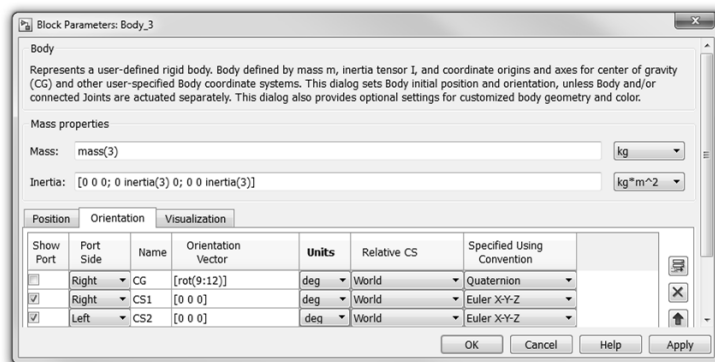 Block Parameters: Body_3
Body
Represents a user-defined rigid body. Body defined by mass m, inertia tensor I, and coordinate origins and axes for center of gravity
(CG) and other user-specified Body coordinate systems. This dialog sets Body initial position and orientation, unless Body and/or
connected Joints are actuated separately. This dialog also provides optional settings for customized body geometry and color.
Mass properties
Mass: mass(3) kg
Inertia: [0 0 0; 0 inertia(3) 0; 0 0 inertia(3)] kg*m^2
Position Orientation Visualization
Show Port Port Side Name Orientation Vector Units Relative CS Specified Using Convention
Right CG [rot(9:12)] deg World Quaternion
Right CS1 [0 0 0] deg World Euler X-Y-Z
Left CS2 [0 0 0] deg World Euler X-Y-Z
OK Cancel Help Apply